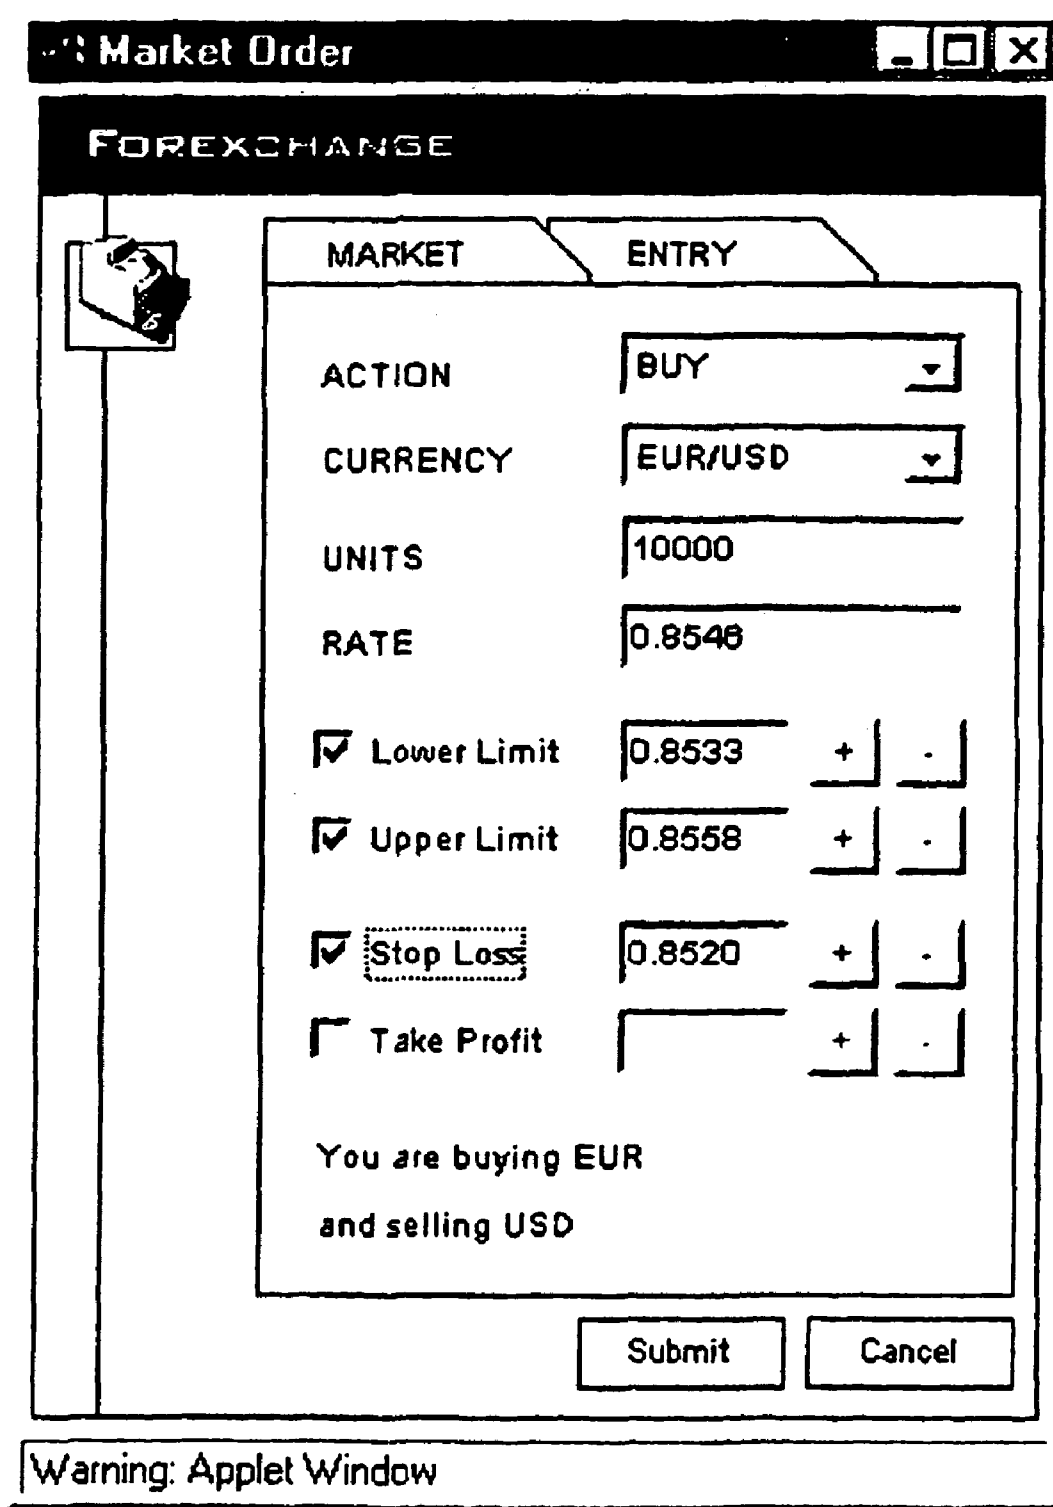 Market Order
FOREXCHANGE
MARKET ENTRY
ACTION BUY
CURRENCY EUR/USD
UNITS 10000
RATE 0.8546
Lower Limit 0.8533 + -
Upper Limit 0.8558 + -
Stop Loss 0.8520 + -
Take Profit + -
You are buying EUR
and selling USD
Submit Cancel
Warning: Applet Window